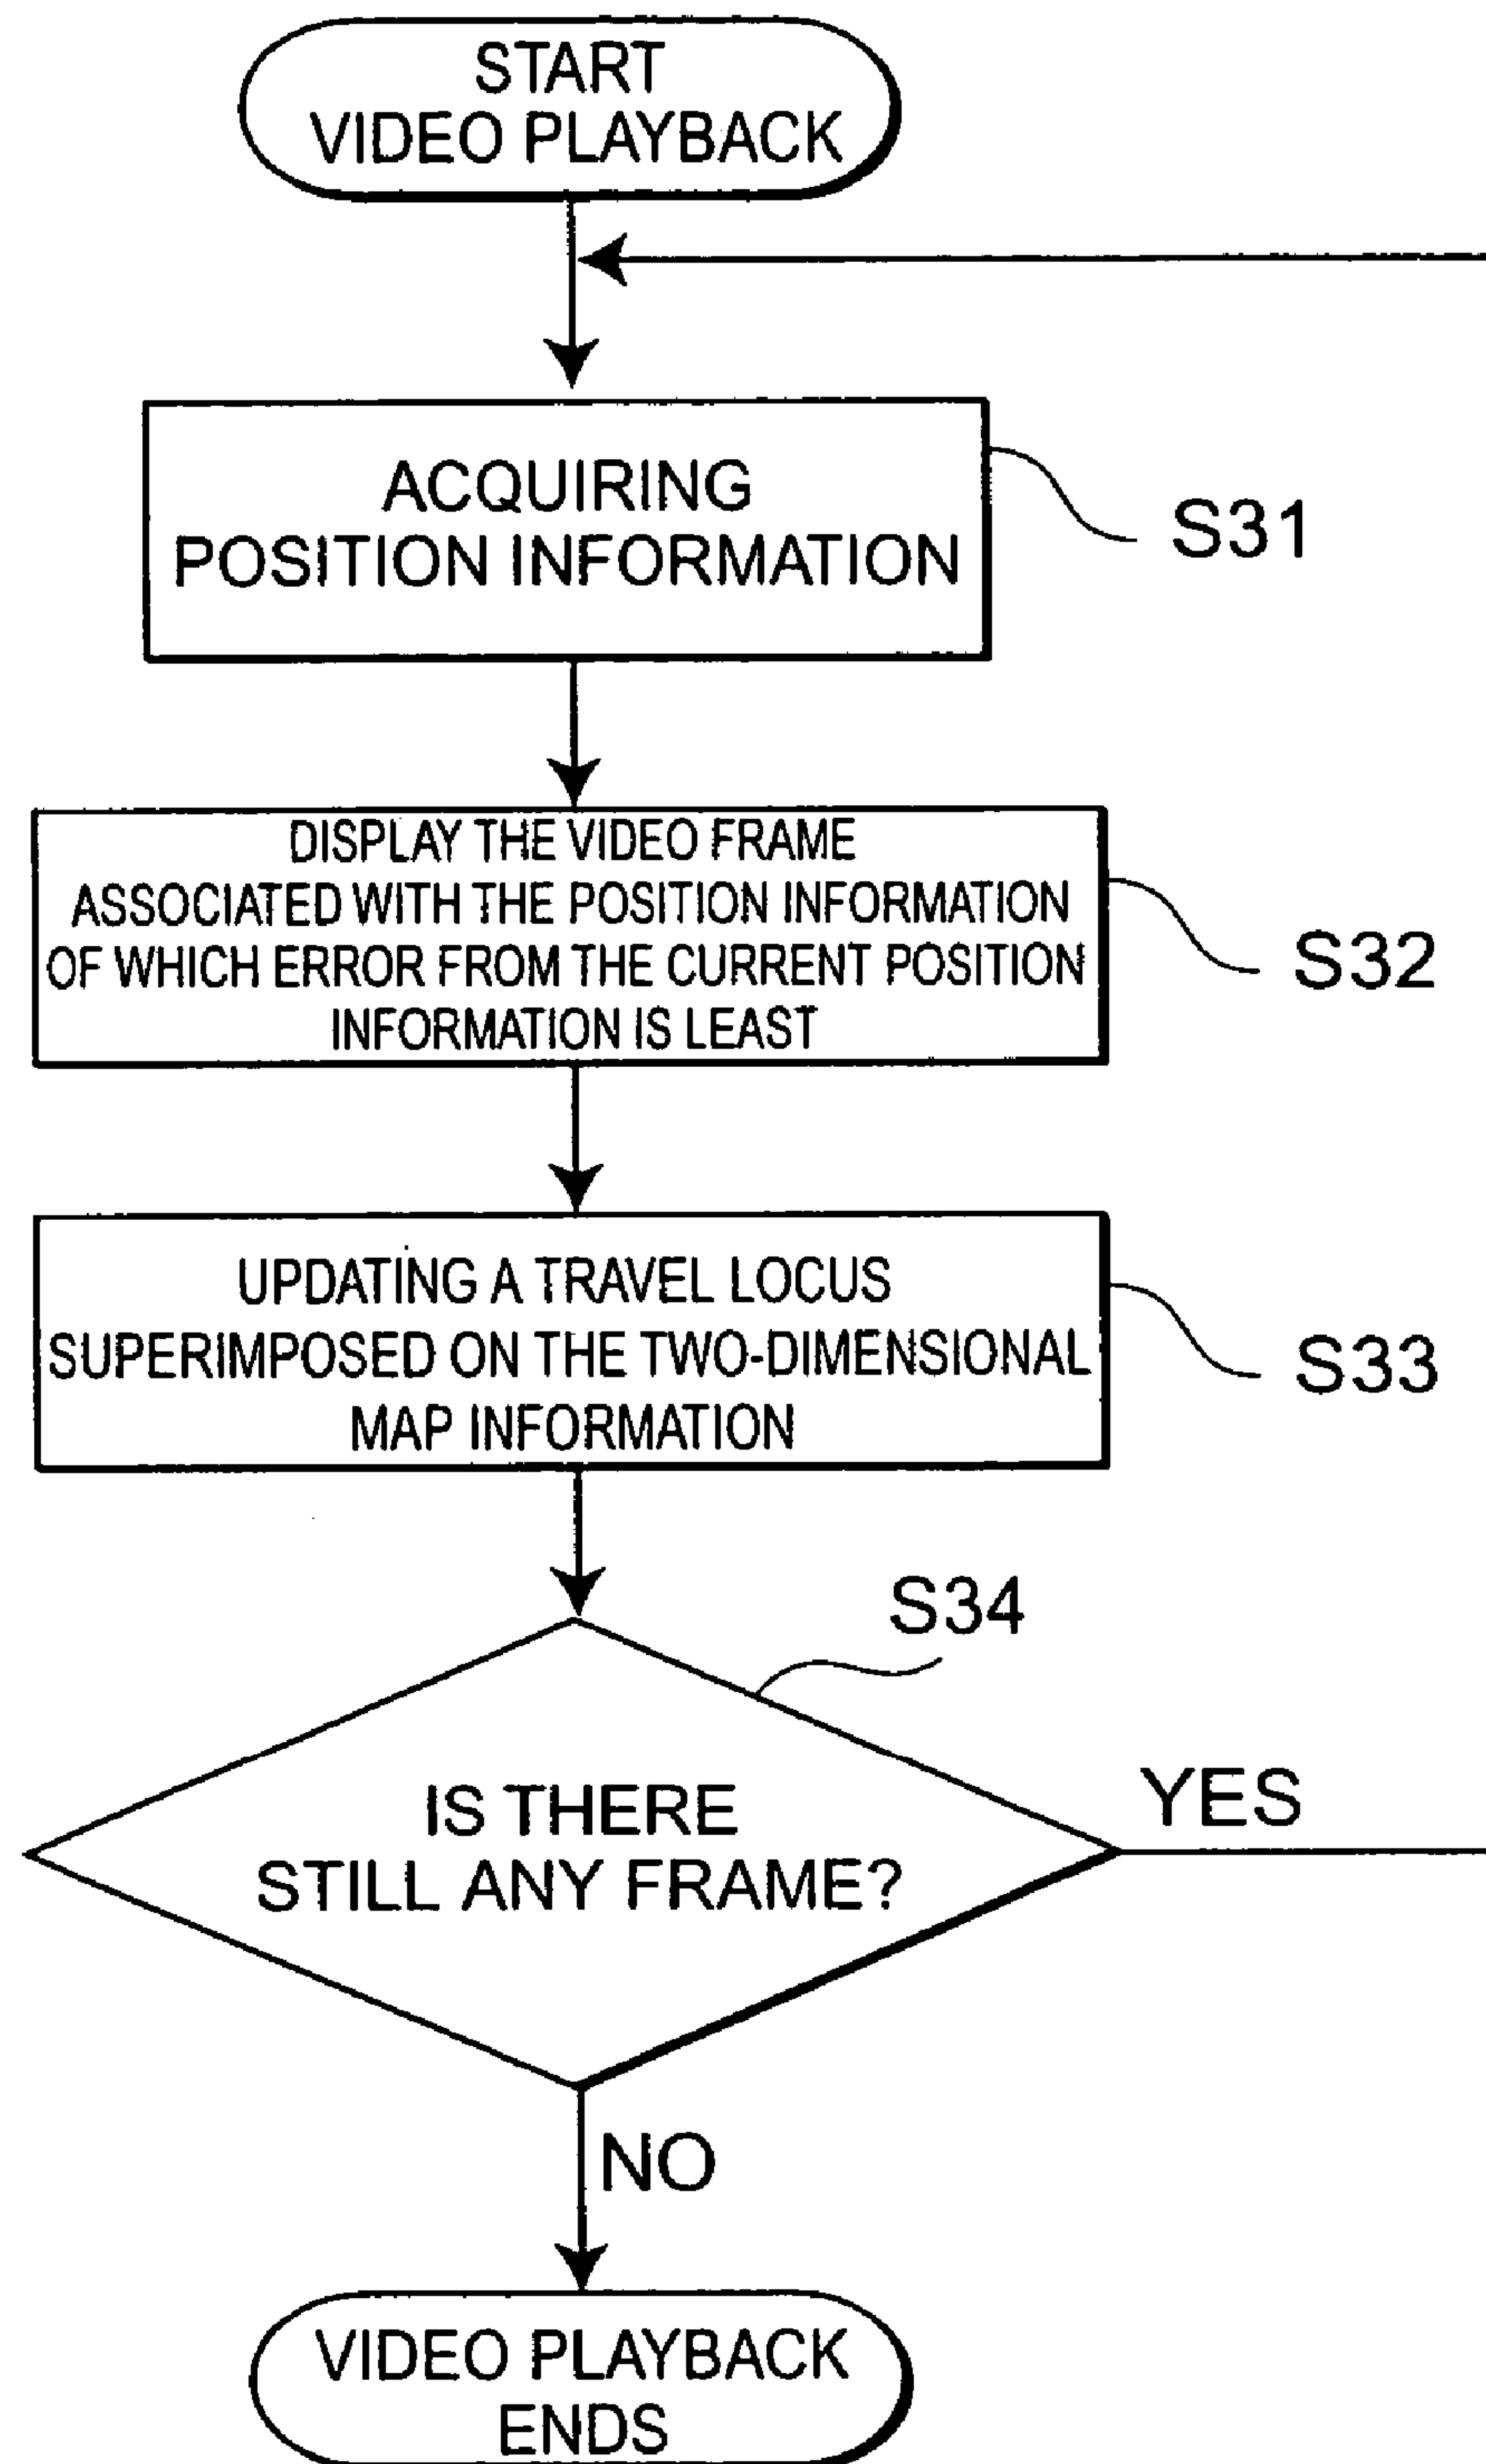 START
VIDEO PLAYBACK
ACQUIRING
POSITION INFORMATION
S31
DISPLAY THE VIDEO FRAME
ASSOCIATED WITH THE POSITION INFORMATION
OF WHICH ERROR FROM THE CURRENT POSITION
INFORMATION IS LEAST
S32
UPDATING A TRAVEL LOCUS
SUPERIMPOSED ON THE TWO-DIMENSIONAL
MAP INFORMATION
S33
S34
IS THERE
STILL ANY FRAME?
YES
NO
VIDEO PLAYBACK
ENDS